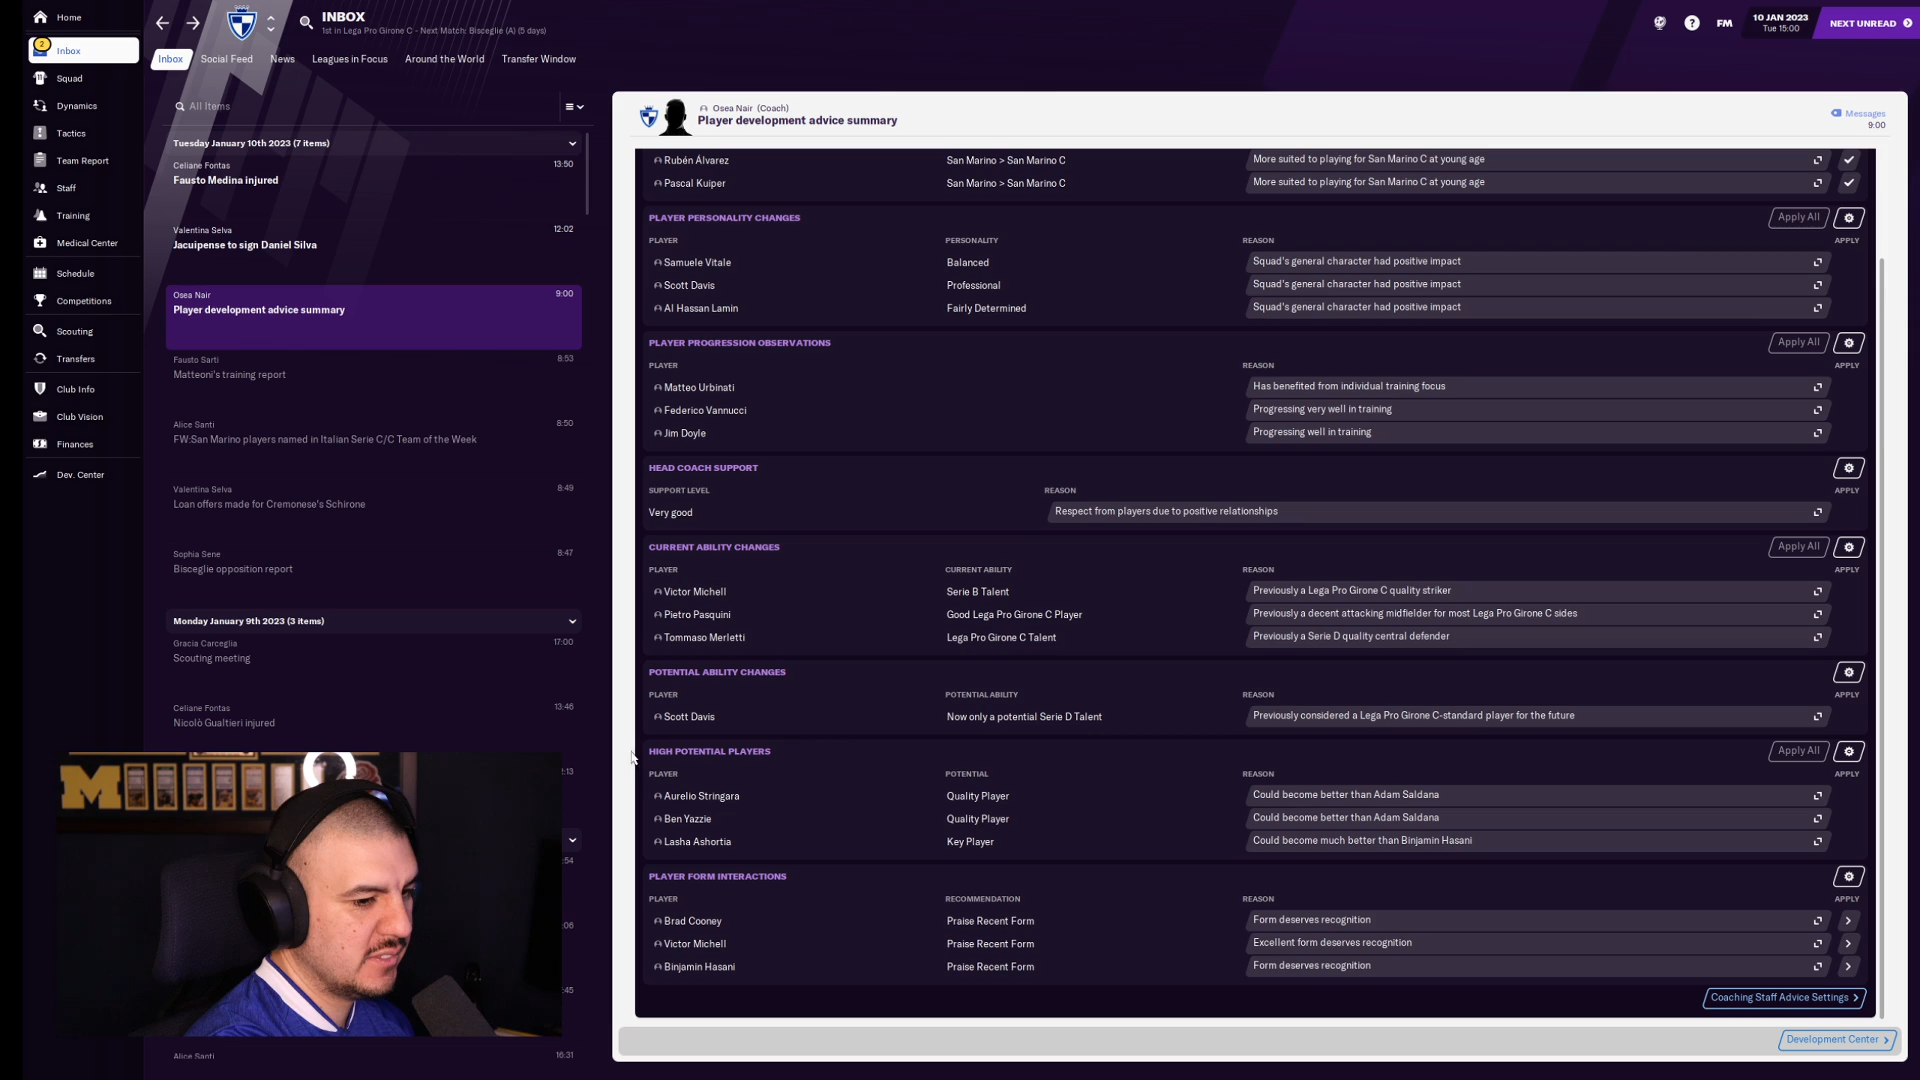 Home
2
Inbox
Squad
Dynamics
Tactics
Team Report
Staff
Training
Medical Center
Schedule
Competitions
Scouting
Transfers
Club Info
Club Vision
Finances
Dev. Center
INBOX
1st in Lega Pro Girone C - Next Match: Bisceglie (A) (5 days)
? FM 10 JAN 2023 NEXT UNREAD
Tue 15:00
Inbox Social Feed News Leagues in Focus Around the World Transfer Window
All Items
Tuesday January 10th 2023 (7 items)
Celiane Fontas 13:50
Fausto Medina injured
Valentina Selva 12:02
Jacuipense to sign Daniel Silva
Osea Nair 9:00
Player development advice summary
Fausto Sarti 8:53
Matteoni's training report
Alice Santi 8:50
FW:San Marino players named in Italian Serie C/C Team of the Week
Valentina Selva 8:49
Loan offers made for Cremonese's Schirone
Sophia Sene 8:47
Bisceglie opposition report
Monday January 9th 2023 (3 items)
Gracia Carceglia 17:00
Scouting meeting
Celiane Fontas 13:46
Nicolò Gualtieri injured
:13
:54
:06
:45
M
Alice Santi 16:31
Osea Nair (Coach)
Player development advice summary
Messages
9:00
Rubén Álvarez San Marino > San Marino C More suited to playing for San Marino C at young age
Pascal Kuiper San Marino > San Marino C More suited to playing for San Marino C at young age
PLAYER PERSONALITY CHANGES Apply All
PLAYER PERSONALITY REASON APPLY
Samuele Vitale Balanced Squad's general character had positive impact
Scott Davis Professional Squad's general character had positive impact
Al Hassan Lamin Fairly Determined Squad's general character had positive impact
PLAYER PROGRESSION OBSERVATIONS Apply All
PLAYER REASON APPLY
Matteo Urbinati Has benefited from individual training focus
Federico Vannucci Progressing very well in training
Jim Doyle Progressing well in training
HEAD COACH SUPPORT
SUPPORT LEVEL REASON APPLY
Very good Respect from players due to positive relationships
CURRENT ABILITY CHANGES Apply All
PLAYER CURRENT ABILITY REASON APPLY
Victor Michell Serie B Talent Previously a Lega Pro Girone C quality striker
Pietro Pasquini Good Lega Pro Girone C Player Previously a decent attacking midfielder for most Lega Pro Girone C sides
Tommaso Merletti Lega Pro Girone C Talent Previously a Serie D quality central defender
POTENTIAL ABILITY CHANGES
PLAYER POTENTIAL ABILITY REASON APPLY
Scott Davis Now only a potential Serie D Talent Previously considered a Lega Pro Girone C-standard player for the future
HIGH POTENTIAL PLAYERS Apply All
PLAYER POTENTIAL REASON APPLY
Aurelio Stringara Quality Player Could become better than Adam Saldana
Ben Yazzie Quality Player Could become better than Adam Saldana
Lasha Ashortia Key Player Could become much better than Binjamin Hasani
PLAYER FORM INTERACTIONS
PLAYER RECOMMENDATION REASON APPLY
Brad Cooney Praise Recent Form Form deserves recognition
Victor Michell Praise Recent Form Excellent form deserves recognition
Binjamin Hasani Praise Recent Form Form deserves recognition
Coaching Staff Advice Settings >
Development Center >